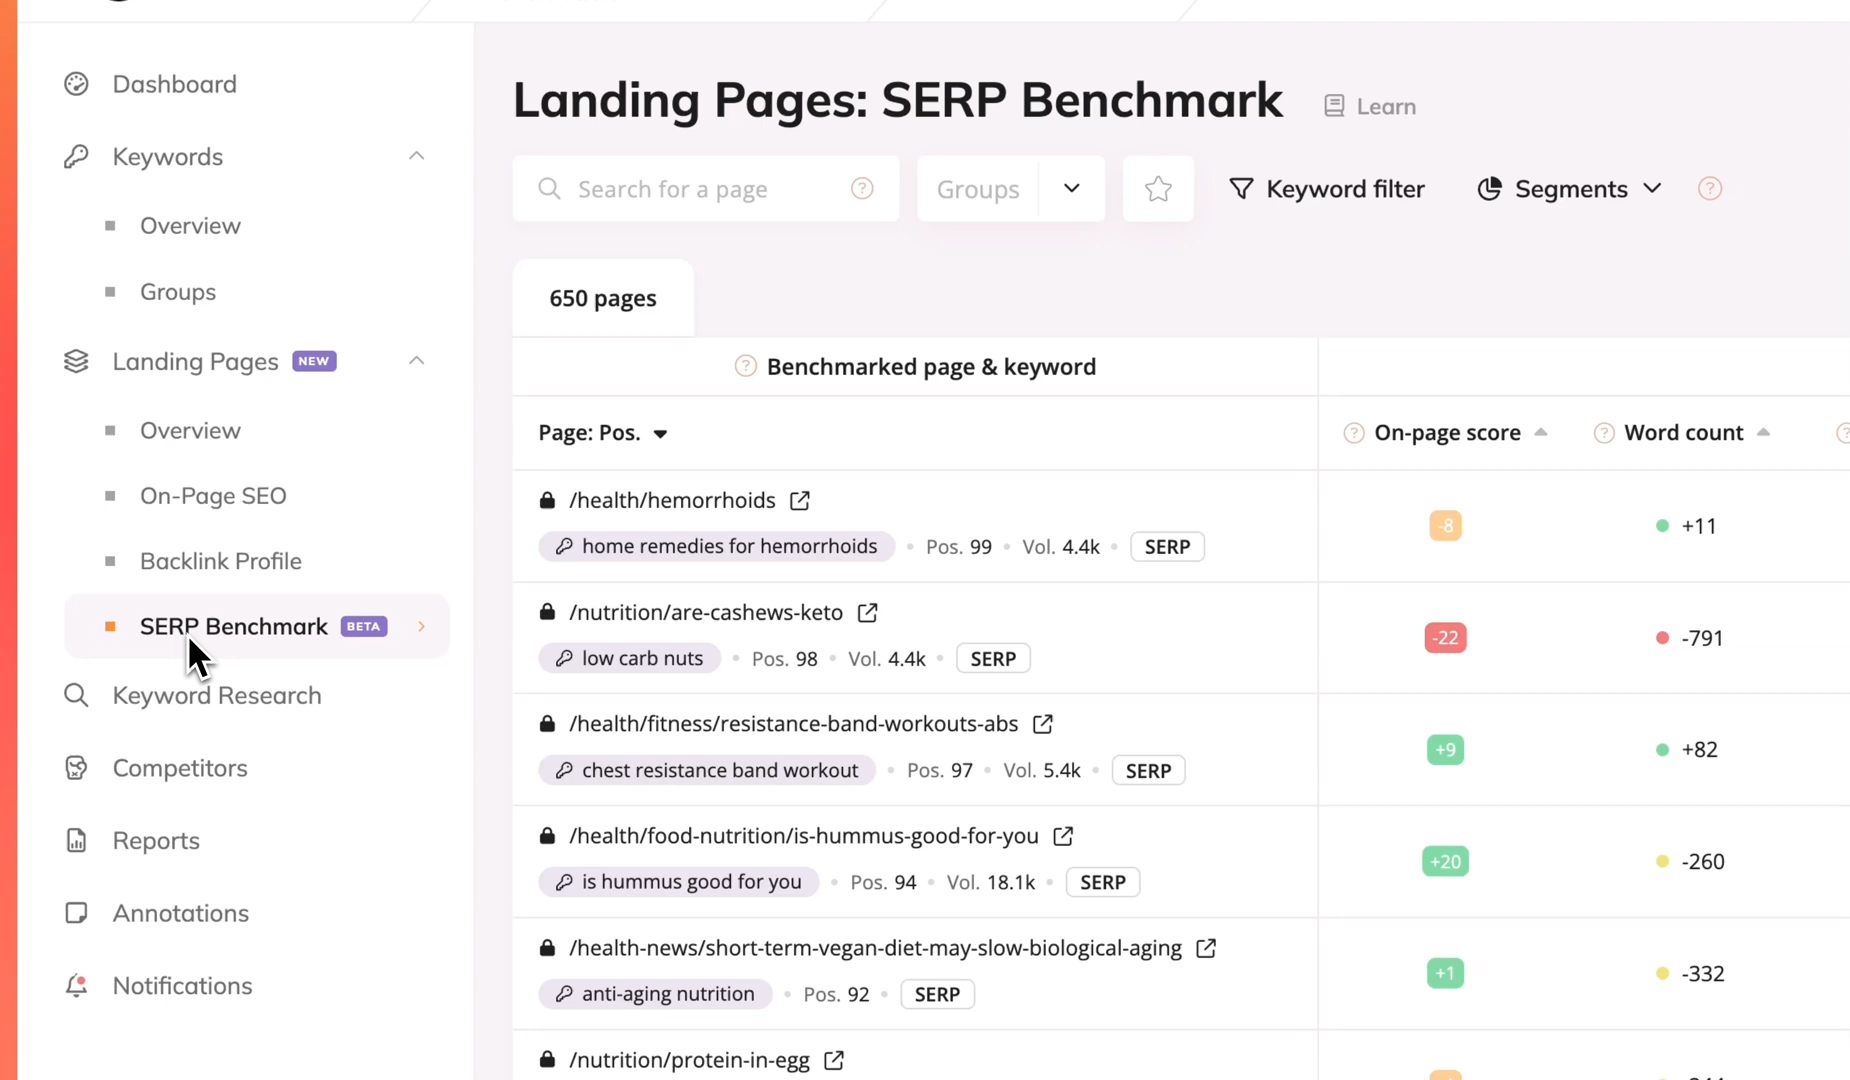 Dashboard
Keywords
Overview
Groups
Landing Pages NEW
Overview
On-Page SEO
Backlink Profile
SERP Benchmark BETA
Keyword Research
Competitors
Reports
Annotations
Notifications
Landing Pages: SERP Benchmark Learn
Search for a page ? Groups Keyword filter Segments ?
650 pages
? Benchmarked page & keyword
Page: Pos. ? On-page score ? Word count ?
/health/hemorrhoids
home remedies for hemorrhoids • Pos. 99 • Vol. 4.4k • SERP -8 +11
/nutrition/are-cashews-keto
low carb nuts • Pos. 98 • Vol. 4.4k • SERP -22 -791
/health/fitness/resistance-band-workouts-abs
chest resistance band workout • Pos. 97 • Vol. 5.4k • SERP +9 +82
/health/food-nutrition/is-hummus-good-for-you
is hummus good for you • Pos. 94 • Vol. 18.1k • SERP +20 -260
/health-news/short-term-vegan-diet-may-slow-biological-aging
anti-aging nutrition • Pos. 92 • SERP +1 -332
/nutrition/protein-in-egg